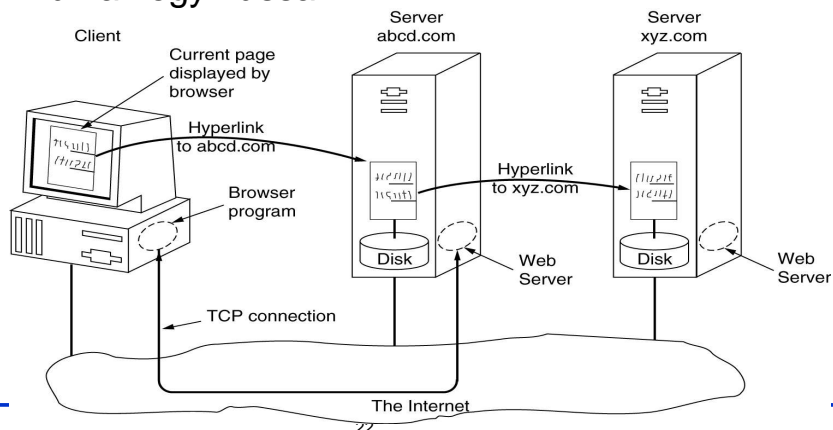 Client
Server
abcd.com
Server
xyz.com
Current page
displayed by
browser
Hyperlink
to abcd.com
Hyperlink
to xyz.com
Browser
program
Disk
Web
Server
Disk
Web
Server
TCP connection
The Internet
22